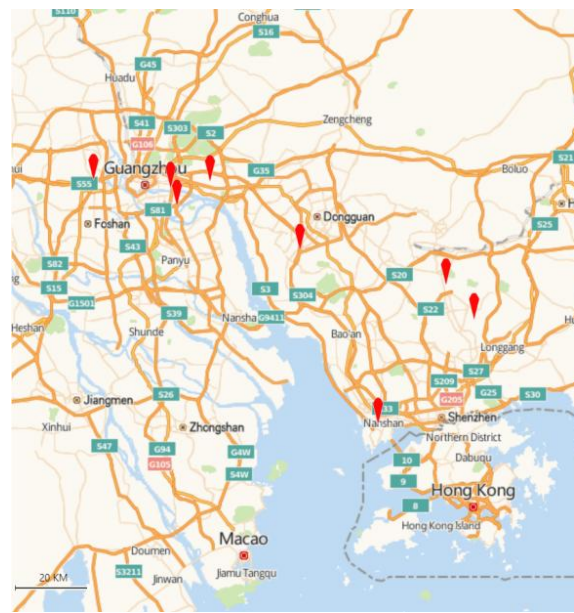 S110
Conghua
S16
G45
Huadu
S41
S303
S2
Zengcheng
G106
S21
Guangzhou
G35
Boluo
S55
S81
Dongguan
Foshan
S25
S43
Panyu
S82
S20
S15
S3
S304
G1501
S22
S39
Nansha
G9411
Heshan
Shunde
Bao'an
Longgang
S27
S209
S26
G25
S30
Jiangmen
G205
33
Xinhui
Zhongshan
Nanshan
Shenzhen
S47
G94
G4W
Northern District
G105
S4W
10
Dabuqu
9
Hong Kong
8
Hong Kong Island
Macao
Doumen
S3211
Jiamu Tangqu
20 KM
Jinwan